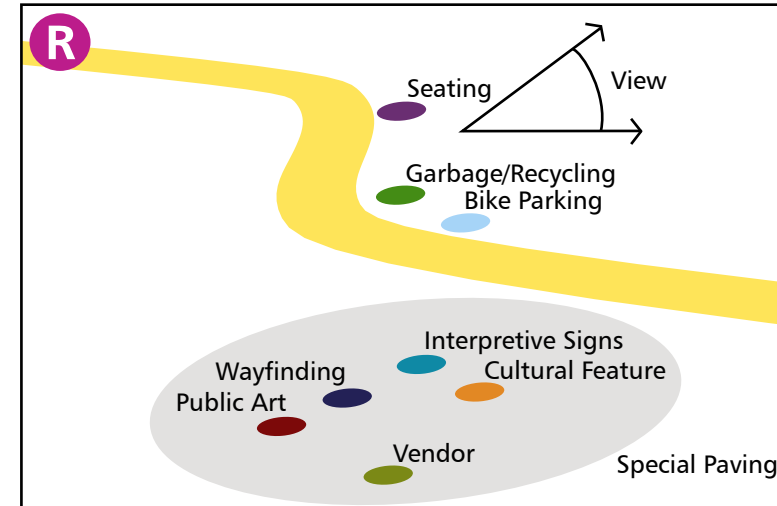 R
Seating
View
Garbage/Recycling
Bike Parking
Interpretive Signs
Wayfinding
Cultural Feature
Public Art
Vendor
Special Paving